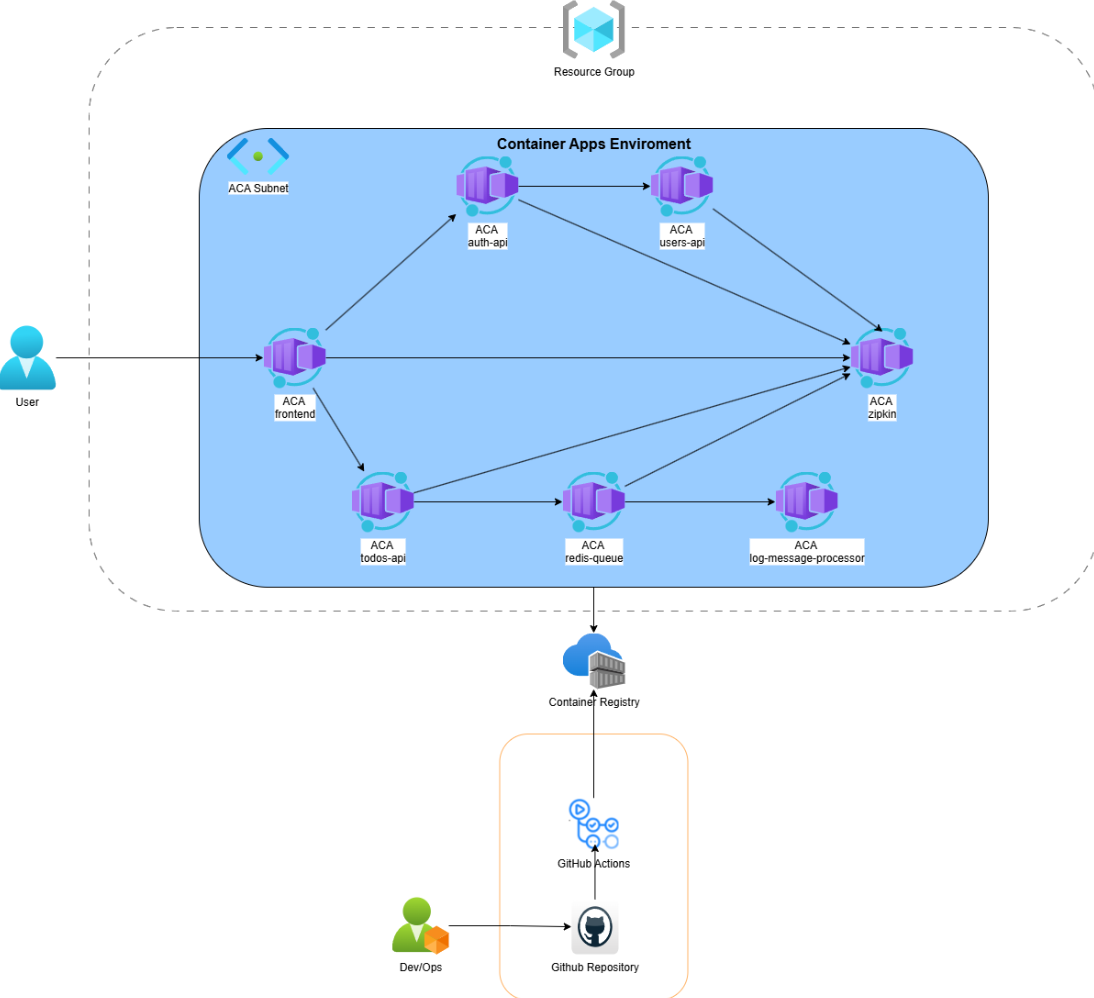 Resource Group
Container Apps Enviroment
ACA Subnet
ACA
auth-api
ACA
users-api
User
ACA
frontend
ACA
zipkin
ACA
todos-api
ACA
redis-queue
ACA
log-message-processor
Container Registry
GitHub Actions
Dev/Ops
Github Repository